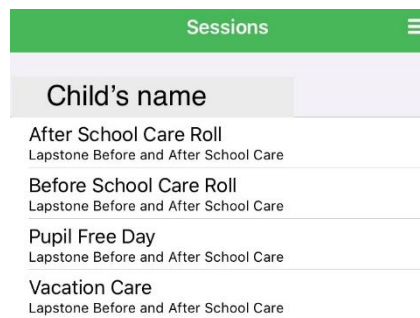 Sessions
Child's name
After School Care Roll
Lapstone Before and After School Care
Before School Care Roll
Lapstone Before and After School Care
Pupil Free Day
Lapstone Before and After School Care
Vacation Care
Lapstone Before and After School Care